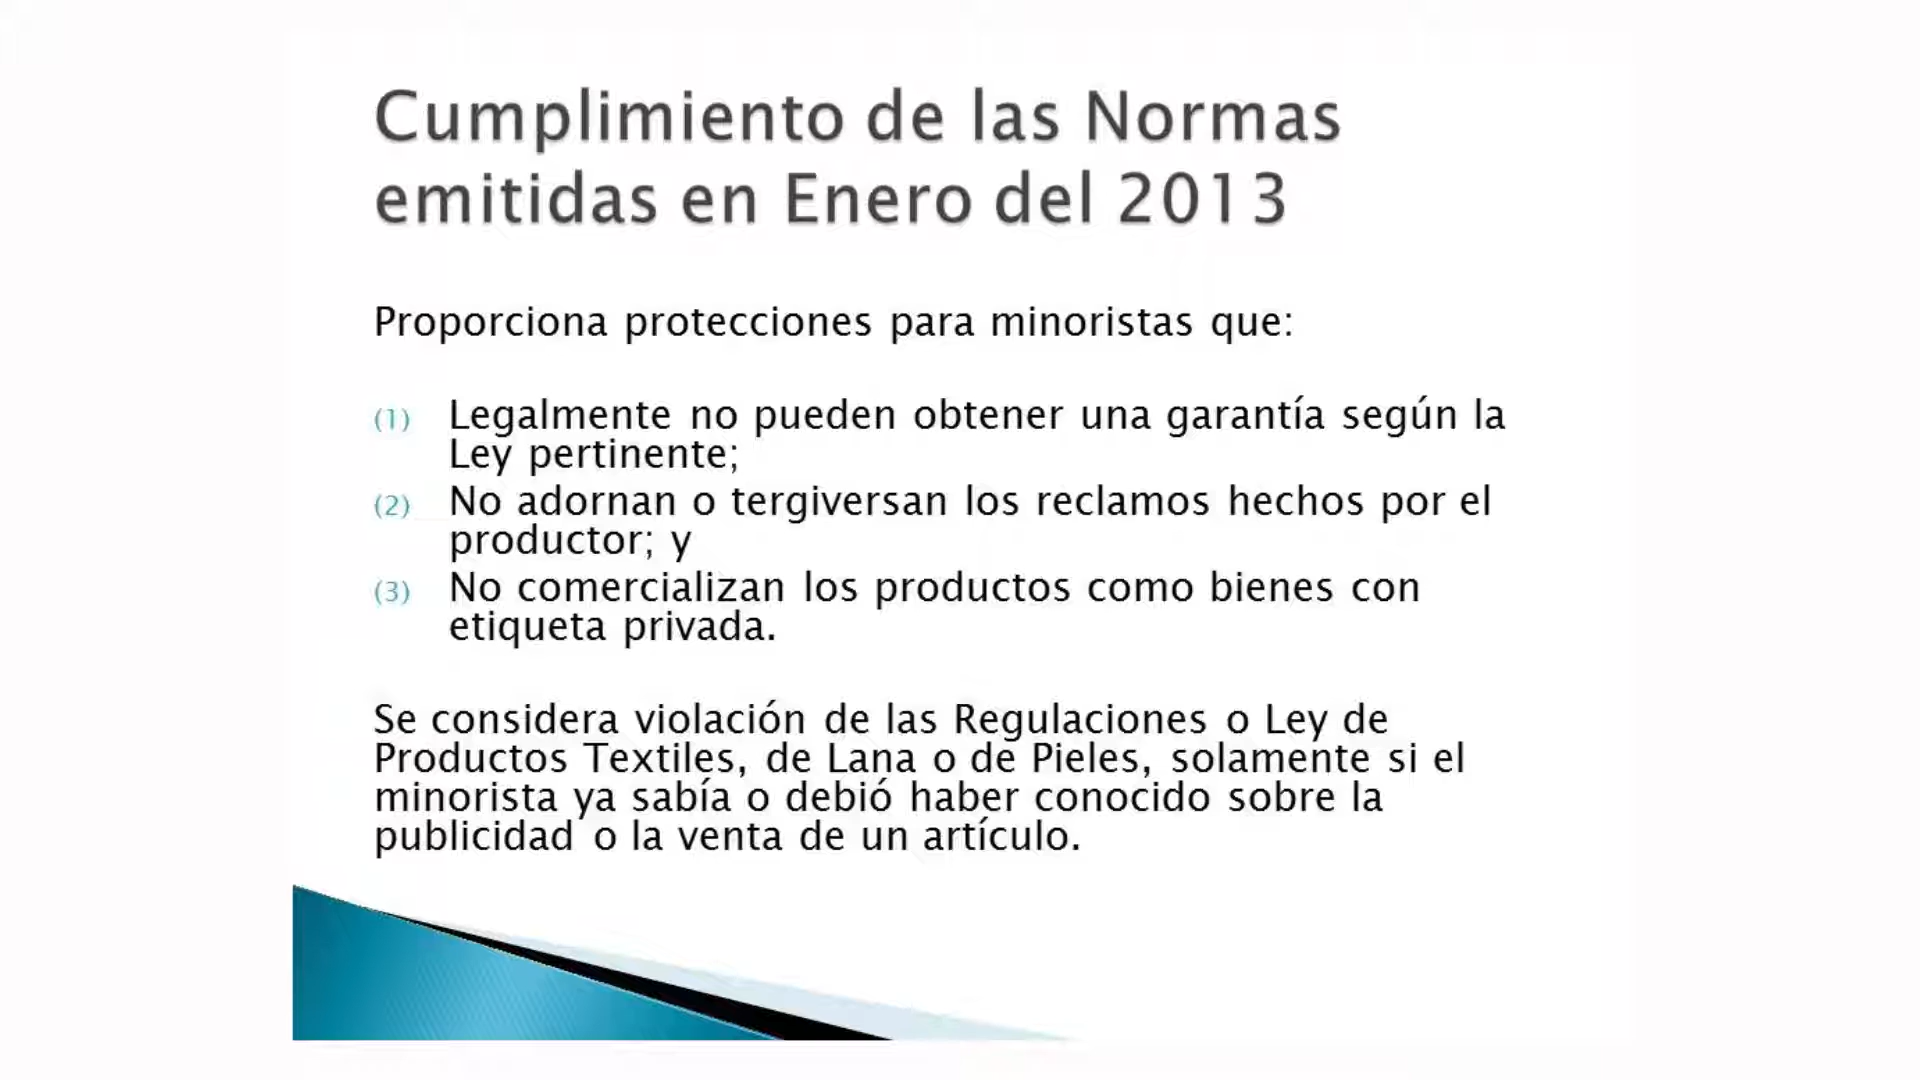 Cumplimiento de las Normas
emitidas en Enero del 2013
Proporciona protecciones para minoristas que:
(1) Legalmente no pueden obtener una garantía según la
Ley pertinente;
(2) No adornan o tergiversan los reclamos hechos por el
productor; y
(3) No comercializan los productos como bienes con
etiqueta privada.
Se considera violación de las Regulaciones o Ley de
Productos Textiles, de Lana o de Pieles, solamente si el
minorista ya sabía o debió haber conocido sobre la
publicidad o la venta de un artículo.